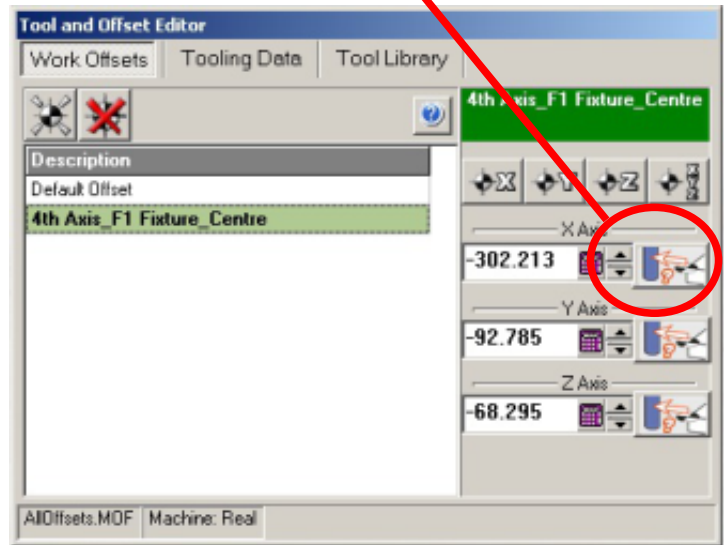 Tool and Offset Editor
Work Offsets Tooling Data Tool Library
4th Axis_F1 Fixture_Centre
Description
Default Offset
4th Axis_F1 Fixture_Centre
X Y Z XYZ
X Axis
-302.213
Y Axis
-92.785
Z Axis
-68.295
AllOffsets.MOF Machine: Real